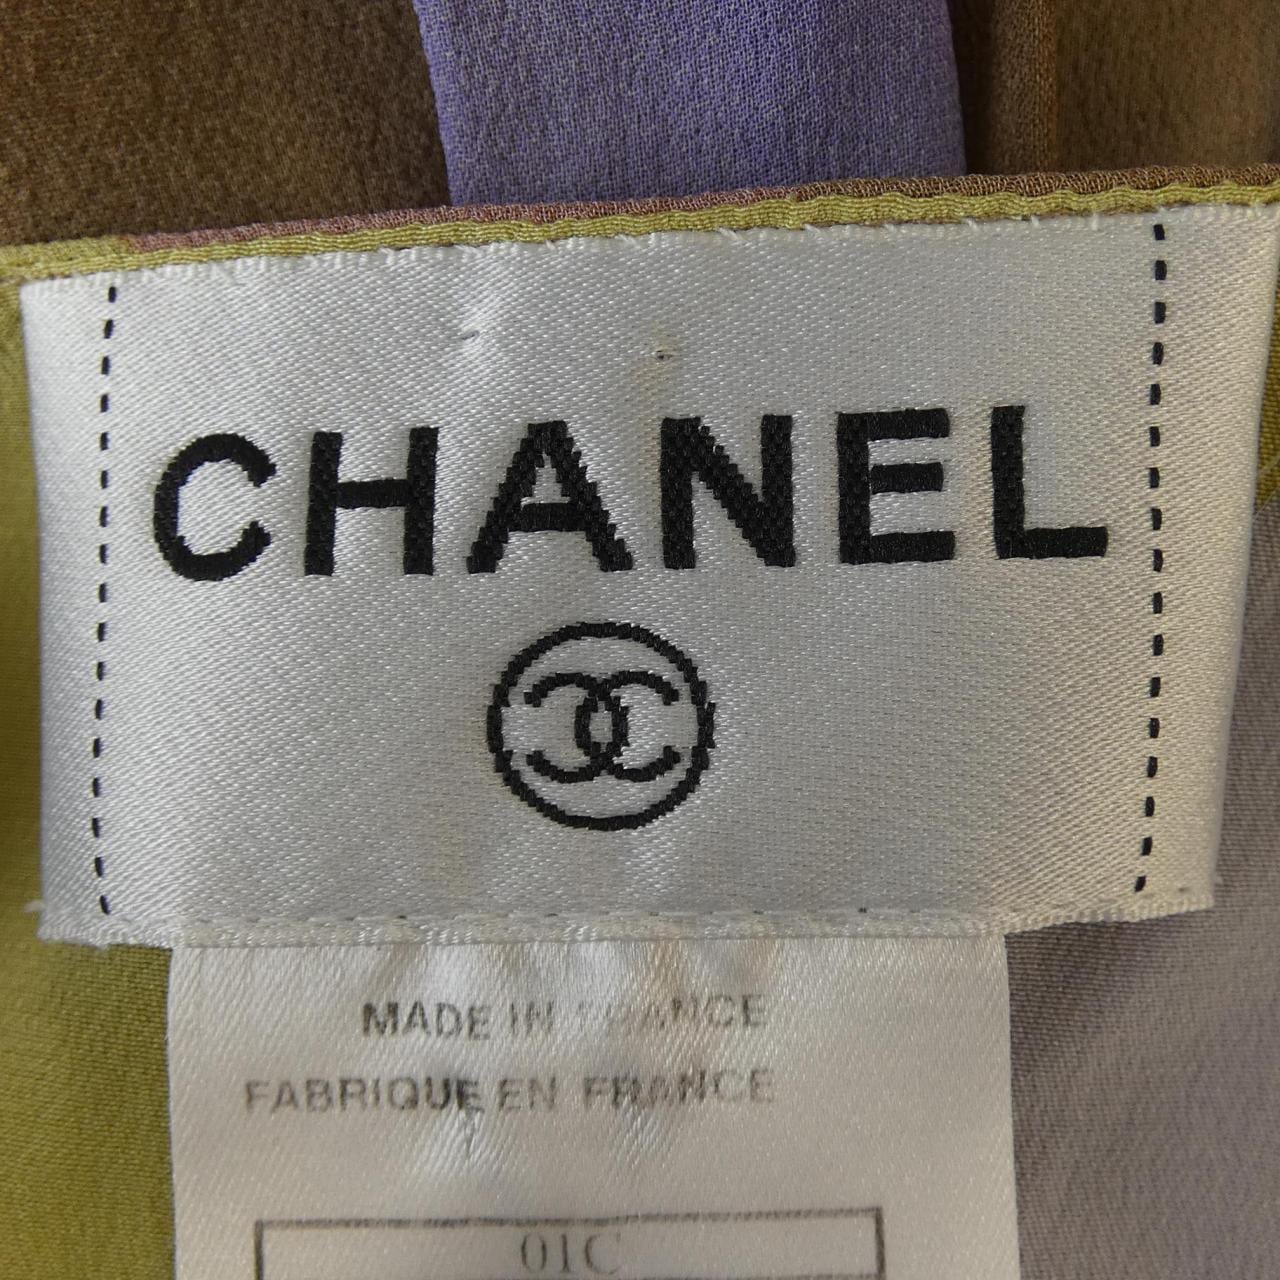 CHANEL
MADE IN FRANCE
FABRIQUE EN FRANCE
01C